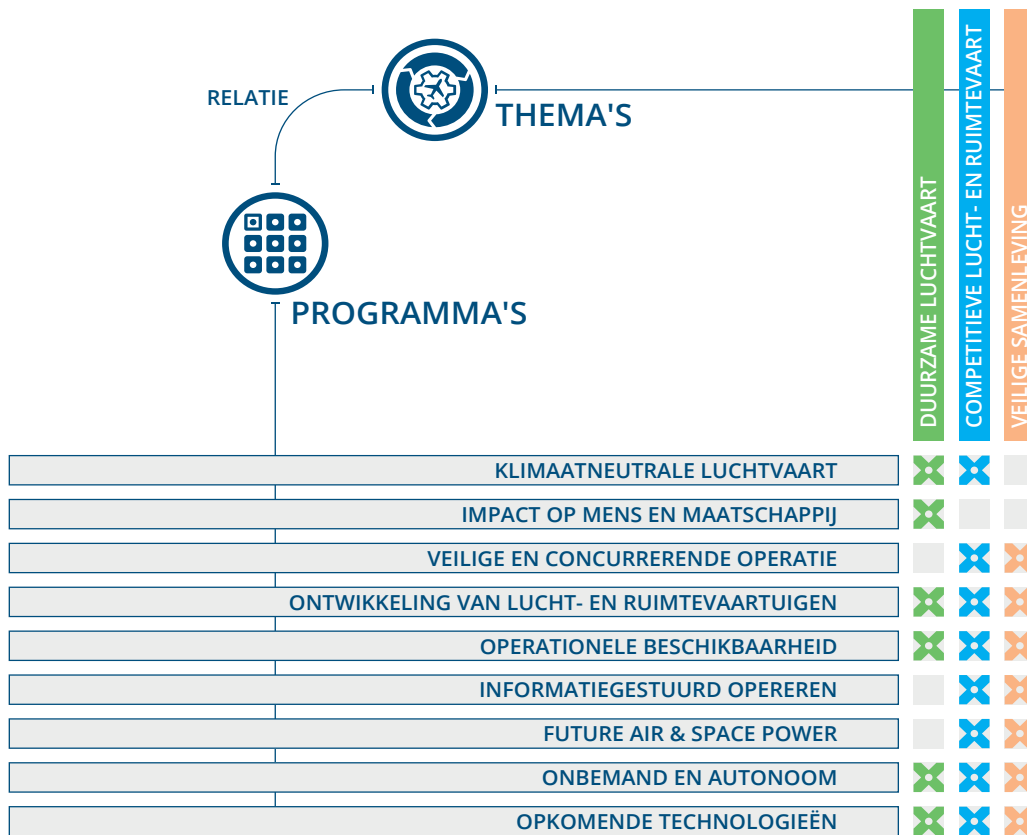 RELATIE
THEMA'S
PROGRAMMA'S
DUURZAME LUCHTVAART
COMPETITIEVE LUCHT- EN RUIMTEVAART
VEILIGE SAMENLEVING
KLIMAATNEUTRALE LUCHTVAART
IMPACT OP MENS EN MAATSCHAPPIJ
VEILIGE EN CONCURRERENDE OPERATIE
ONTWIKKELING VAN LUCHT- EN RUIMTEVAARTUIGEN
OPERATIONELE BESCHIKBAARHEID
INFORMATIEGESTUURD OPEREREN
FUTURE AIR & SPACE POWER
ONBEMAND EN AUTONOOM
OPKOMENDE TECHNOLOGIEËN